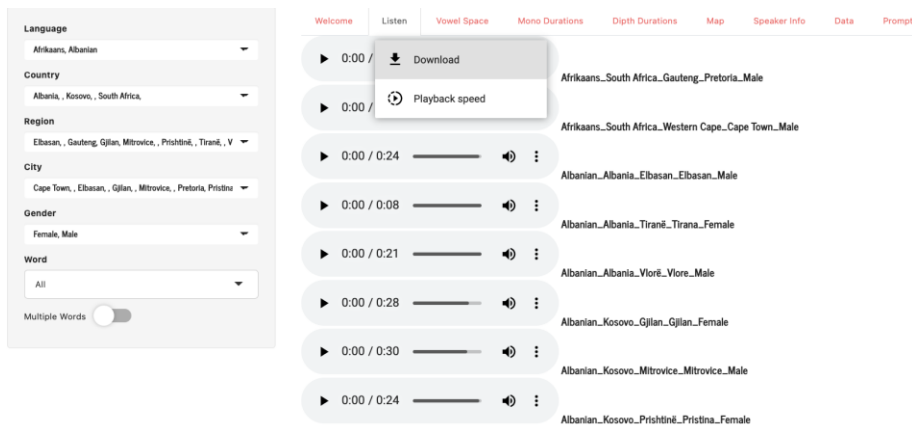 Language
Afrikaans, Albanian
Country
Albania, , Kosovo, , South Africa,
Region
Elbasan, , Gauteng, Gjilan, Mitrovice, , Prishtinë, , Tiranë, , V
City
Cape Town, , Elbasan, , Gjilan, , Mitrovice, , Pretoria, Pristina
Gender
Female, Male
Word
All
Multiple Words
Welcome Listen Vowel Space Mono Durations Dipth Durations Map Speaker Info Data Prompt
0:00 /
Download
Playback speed
Afrikaans_South Africa_Gauteng_Pretoria_Male
0:00 /
Afrikaans_South Africa_Western Cape_Cape Town_Male
0:00 / 0:24
Albanian_Albania_Elbasan_Elbasan_Male
0:00 / 0:08
Albanian_Albania_Tiranë_Tirana_Female
0:00 / 0:21
Albanian_Albania_Vlorë_Vlore_Male
0:00 / 0:28
Albanian_Kosovo_Gjilan_Gjilan_Female
0:00 / 0:30
Albanian_Kosovo_Mitrovice_Mitrovice_Male
0:00 / 0:24
Albanian_Kosovo_Prishtinë_Pristina_Female